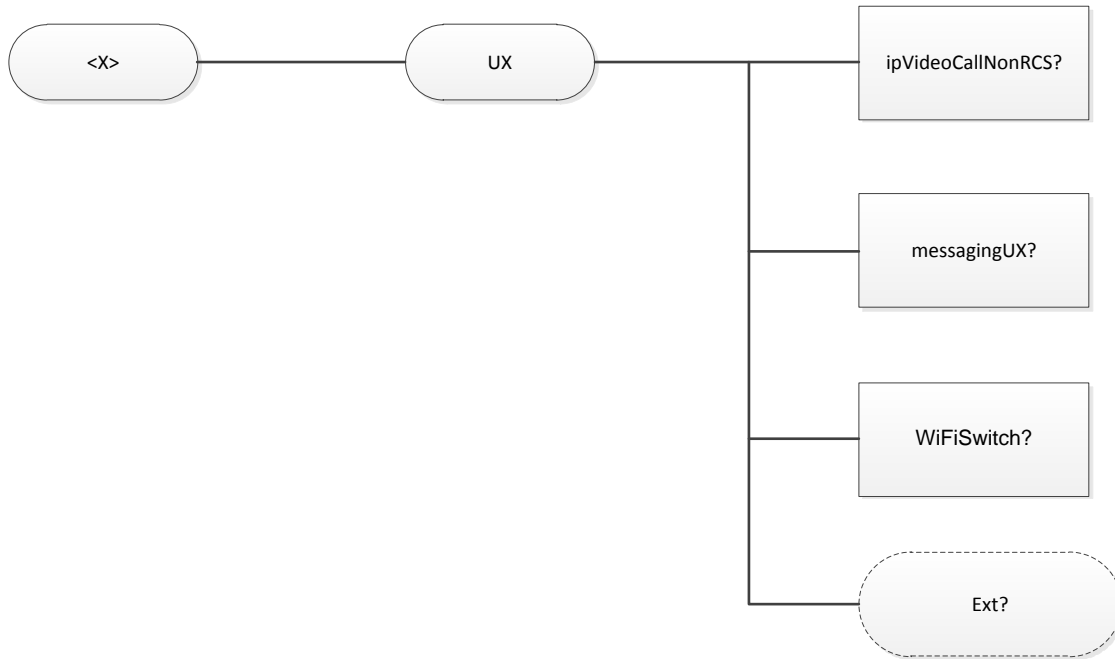 <X>
UX
ipVideoCallNonRCS?
messagingUX?
WiFiSwitch?
Ext?